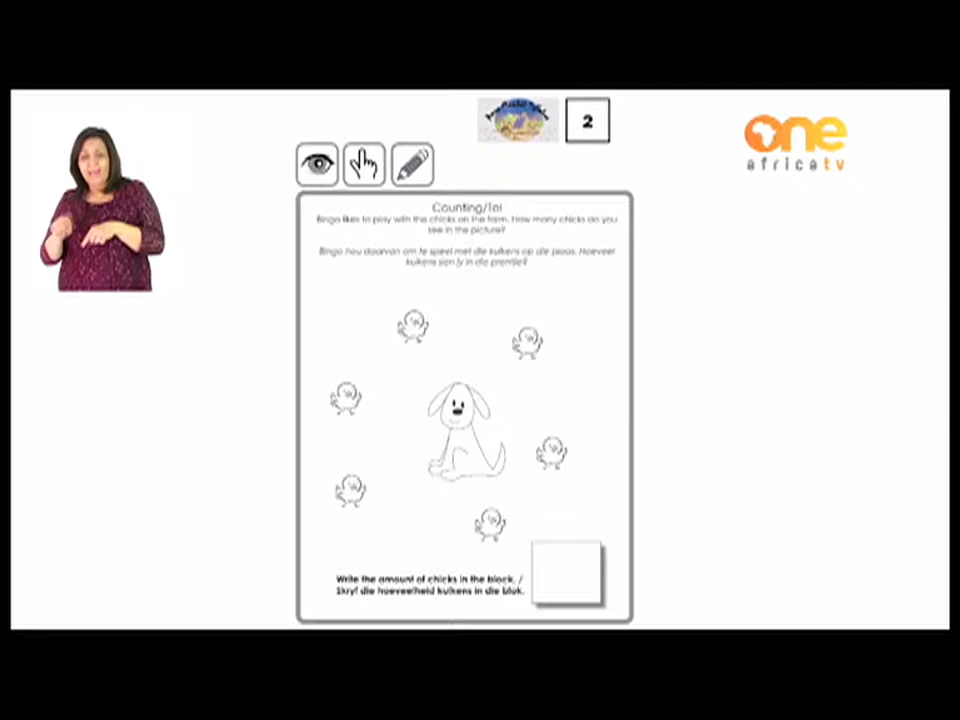 2
one
africa tv
Counting/Tel
Bingo likes to play with the chicks on the farm. How many chicks do you
see in the picture?
Bingo hou daarvan om te speel met die kuikens op die plaas. Hoeveel
kuikens sien jy in die prentjie?
Write the amount of chicks in the block. /
Skryf die hoeveelheid kuikens in die blok.